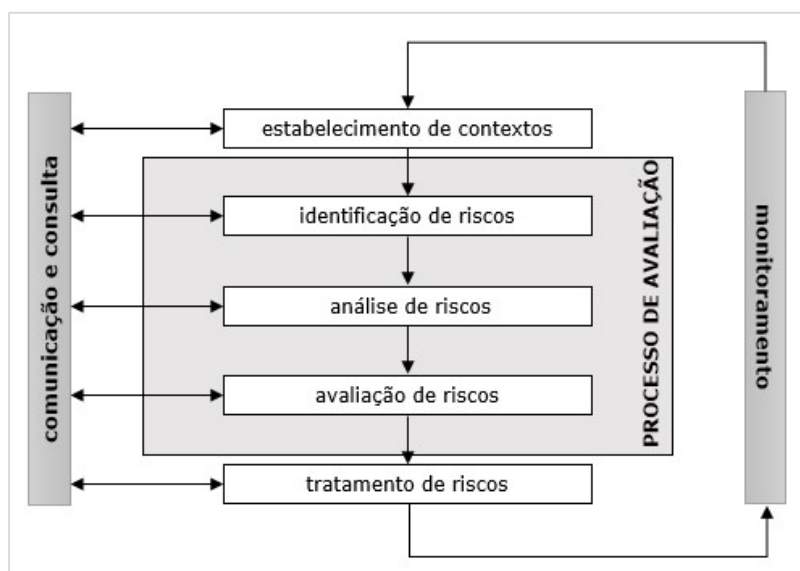 estabelecimento de contextos
identificação de riscos
análise de riscos
avaliação de riscos
tratamento de riscos
comunicação e consulta
PROCESSO DE AVALIAÇÃO
monitoramento